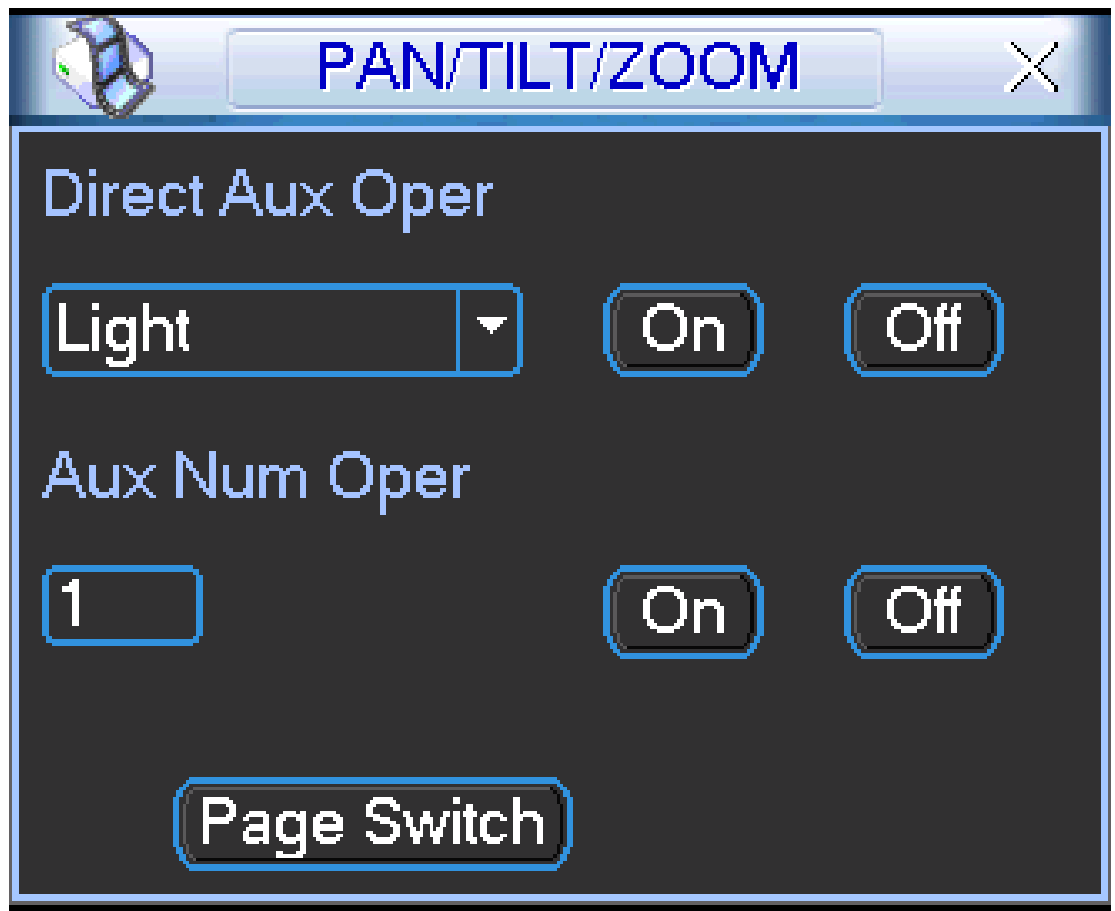 PAN/TILT/ZOOM
Direct Aux Oper
Light On Off
Aux Num Oper
1 On Off
Page Switch